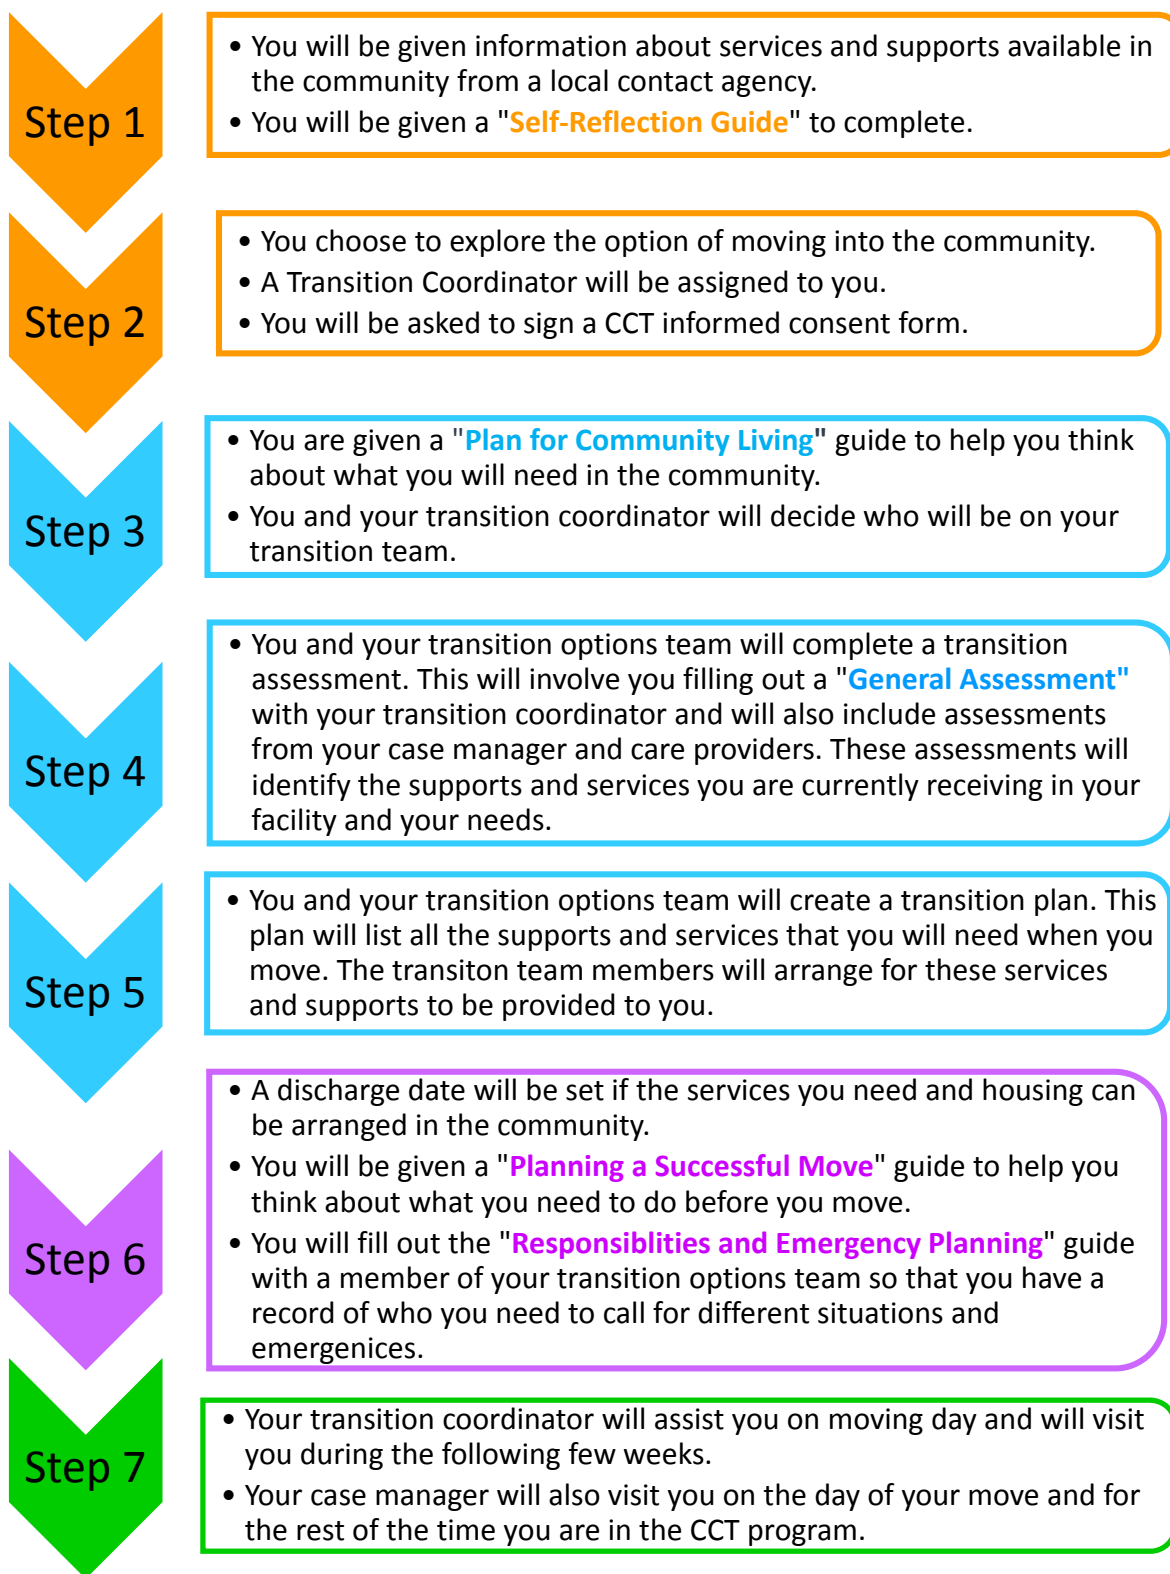 Step 1
• You will be given information about services and supports available in
the community from a local contact agency.
• You will be given a "Self-Reflection Guide" to complete.
Step 2
• You choose to explore the option of moving into the community.
• A Transition Coordinator will be assigned to you.
• You will be asked to sign a CCT informed consent form.
Step 3
• You are given a "Plan for Community Living" guide to help you think
about what you will need in the community.
• You and your transition coordinator will decide who will be on your
transition team.
Step 4
• You and your transition options team will complete a transition
assessment. This will involve you filling out a "General Assessment"
with your transition coordinator and will also include assessments
from your case manager and care providers. These assessments will
identify the supports and services you are currently receiving in your
facility and your needs.
Step 5
• You and your transition options team will create a transition plan. This
plan will list all the supports and services that you will need when you
move. The transiton team members will arrange for these services
and supports to be provided to you.
Step 6
• A discharge date will be set if the services you need and housing can
be arranged in the community.
• You will be given a "Planning a Successful Move" guide to help you
think about what you need to do before you move.
• You will fill out the "Responsiblities and Emergency Planning" guide
with a member of your transition options team so that you have a
record of who you need to call for different situations and
emergenices.
Step 7
• Your transition coordinator will assist you on moving day and will visit
you during the following few weeks.
• Your case manager will also visit you on the day of your move and for
the rest of the time you are in the CCT program.